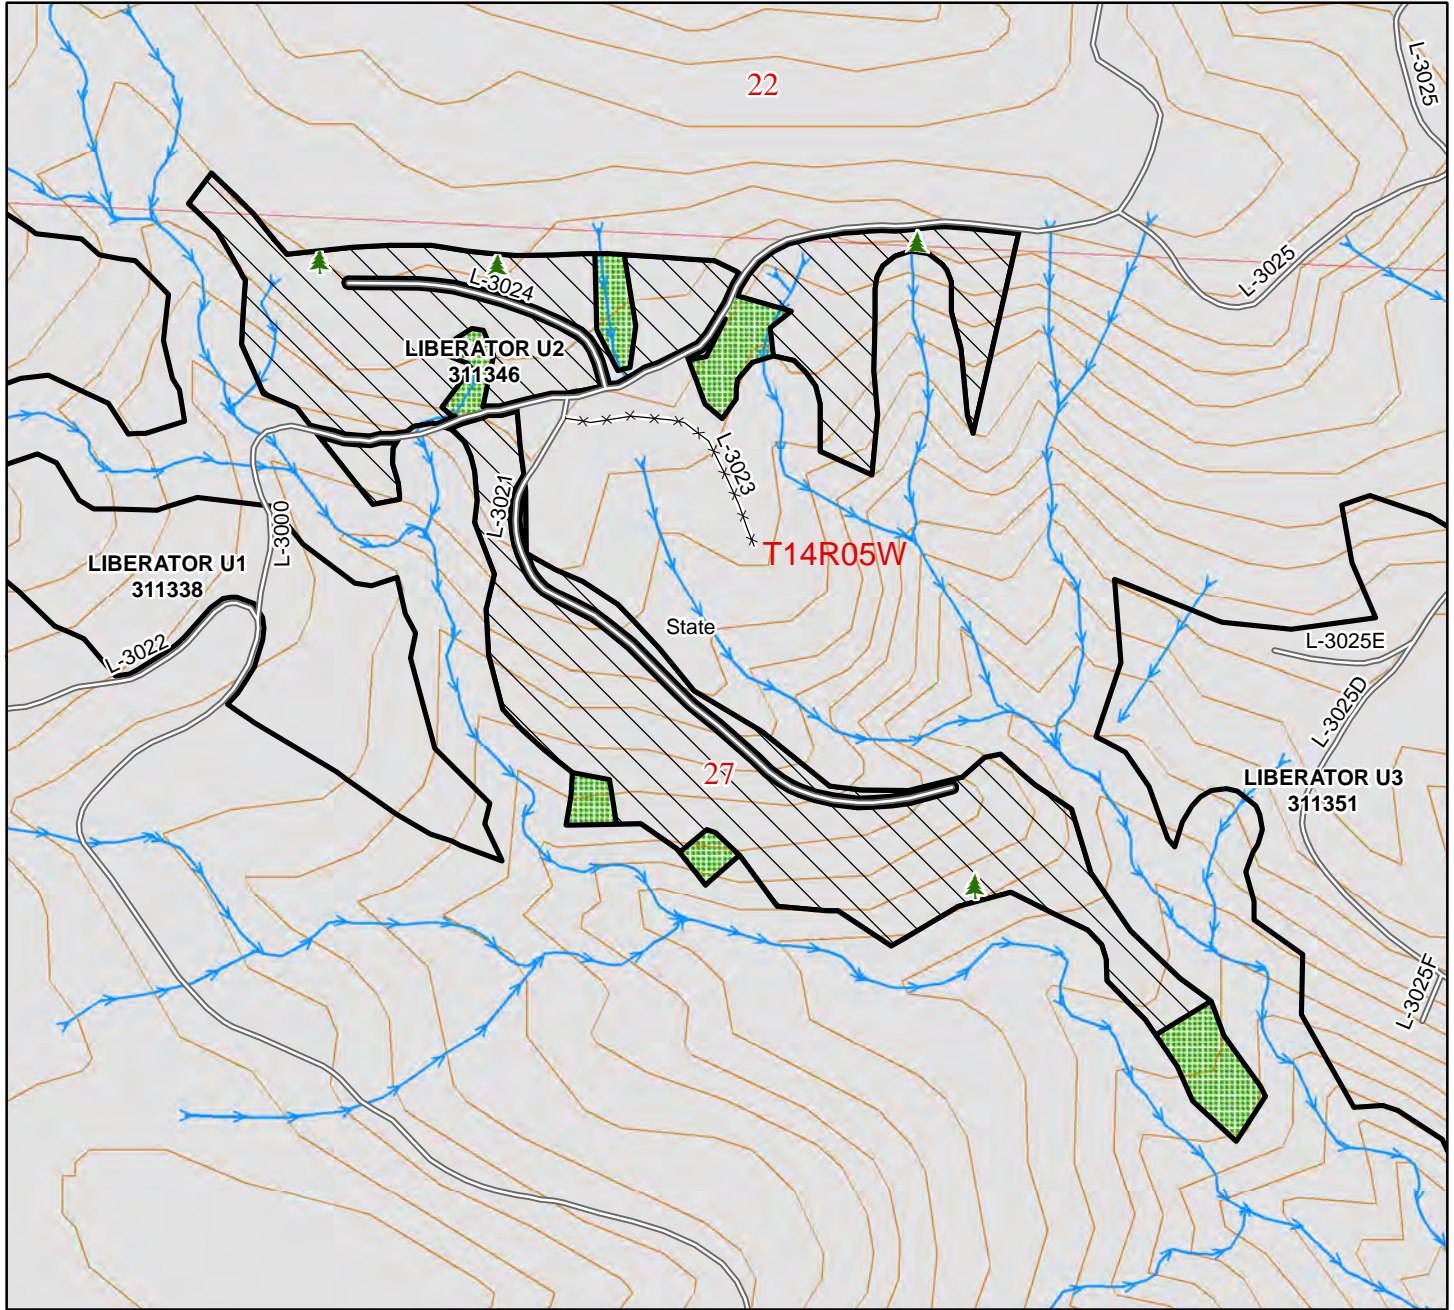 22
L-3025
L-3025
L-3024
LIBERATOR U2
311346
L-3023
L-3021
L-3000
T14R05W
LIBERATOR U1
311338
State
L-3022
L-3025E
L-3025D
27
LIBERATOR U3
311351
L-3025F